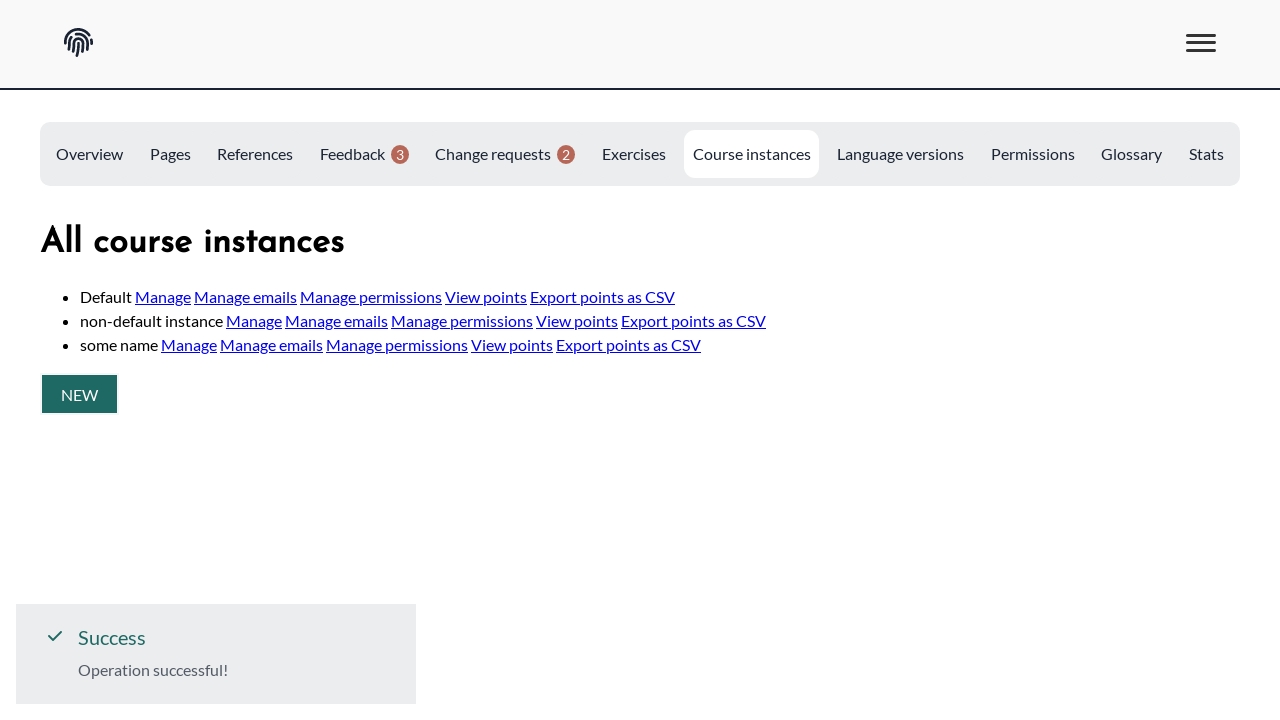 Overview Pages References Feedback 3 Change requests 2 Exercises Course instances Language versions Permissions Glossary Stats
All course instances
Default Manage Manage emails Manage permissions View points Export points as CSV
non-default instance Manage Manage emails Manage permissions View points Export points as CSV
some name Manage Manage emails Manage permissions View points Export points as CSV
NEW
Success
Operation successful!